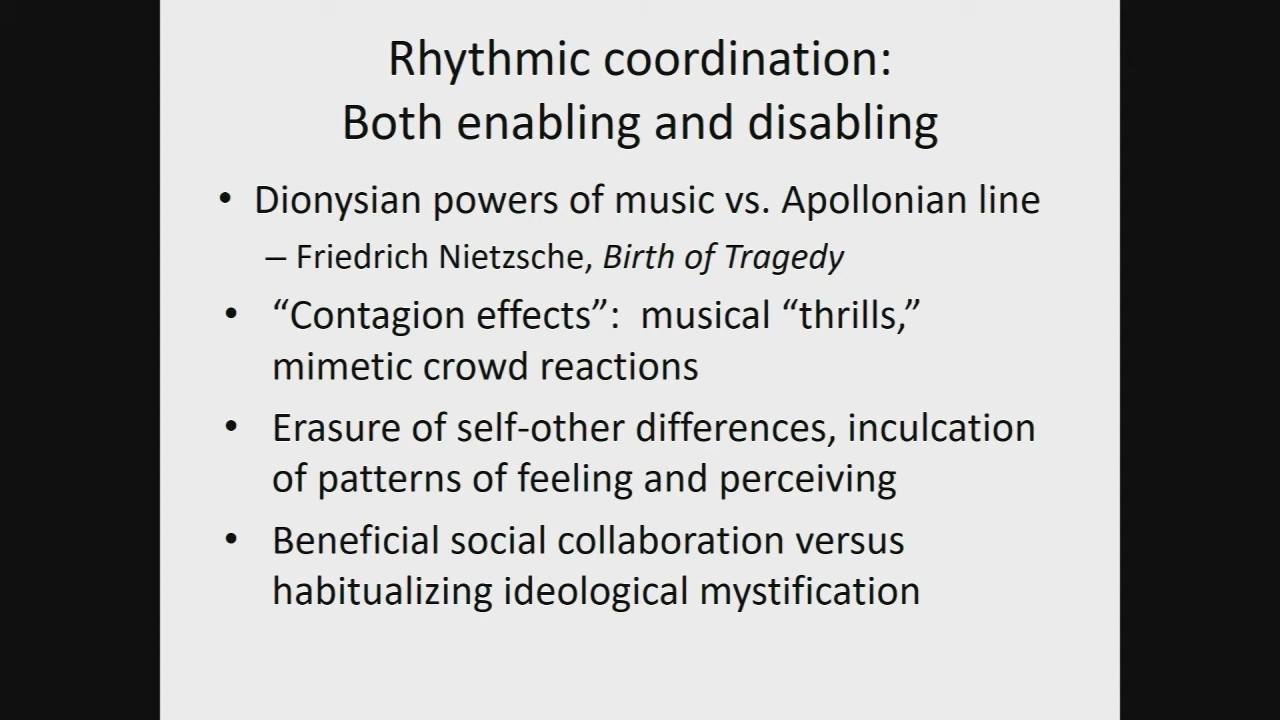 Rhythmic coordination:
Both enabling and disabling
• Dionysian powers of music vs. Apollonian line
– Friedrich Nietzsche, Birth of Tragedy
• “Contagion effects”:  musical “thrills,”
mimetic crowd reactions
• Erasure of self-other differences, inculcation
of patterns of feeling and perceiving
• Beneficial social collaboration versus
habitualizing ideological mystification